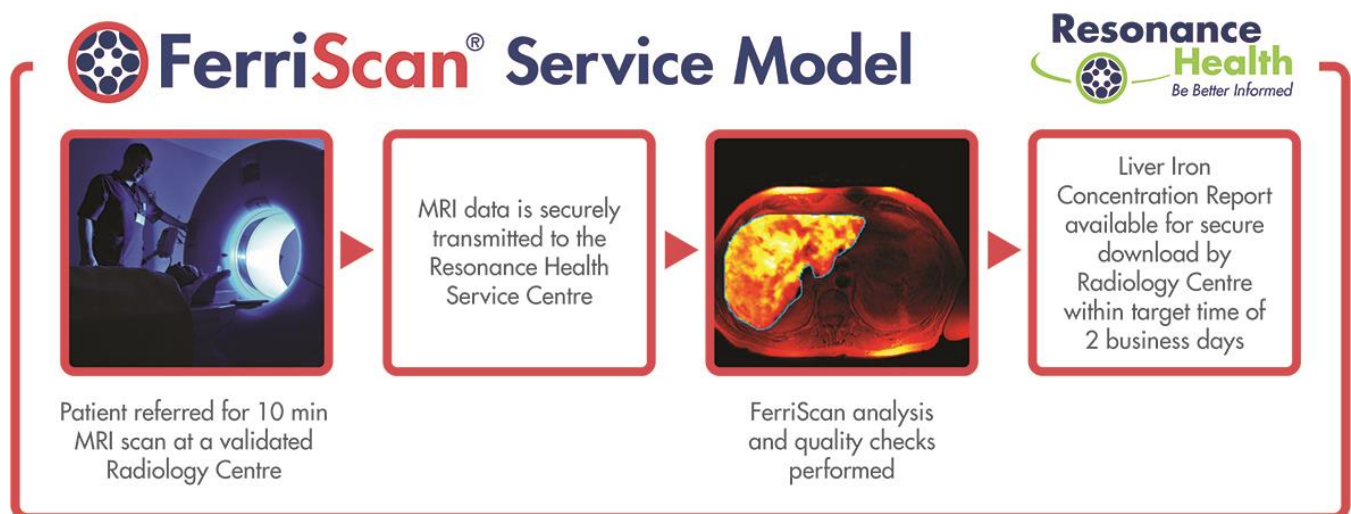 FerriScan® Service Model
Resonance
Health
Be Better Informed
Patient referred for 10 min
MRI scan at a validated
Radiology Centre
MRI data is securely
transmitted to the
Resonance Health
Service Centre
FerriScan analysis
and quality checks
performed
Liver Iron
Concentration Report
available for secure
download by
Radiology Centre
within target time of
2 business days